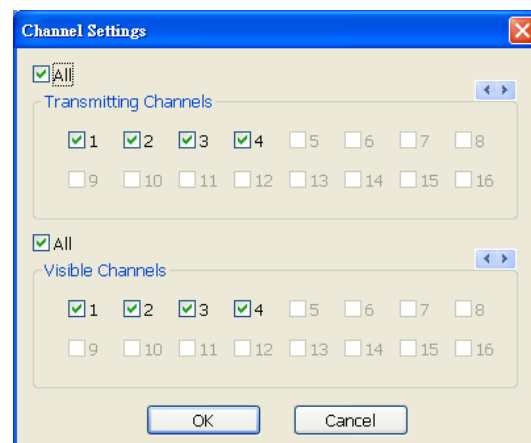 Channel Settings
All
Transmitting Channels
1 2 3 4 5 6 7 8
9 10 11 12 13 14 15 16
All
Visible Channels
1 2 3 4 5 6 7 8
9 10 11 12 13 14 15 16
OK Cancel